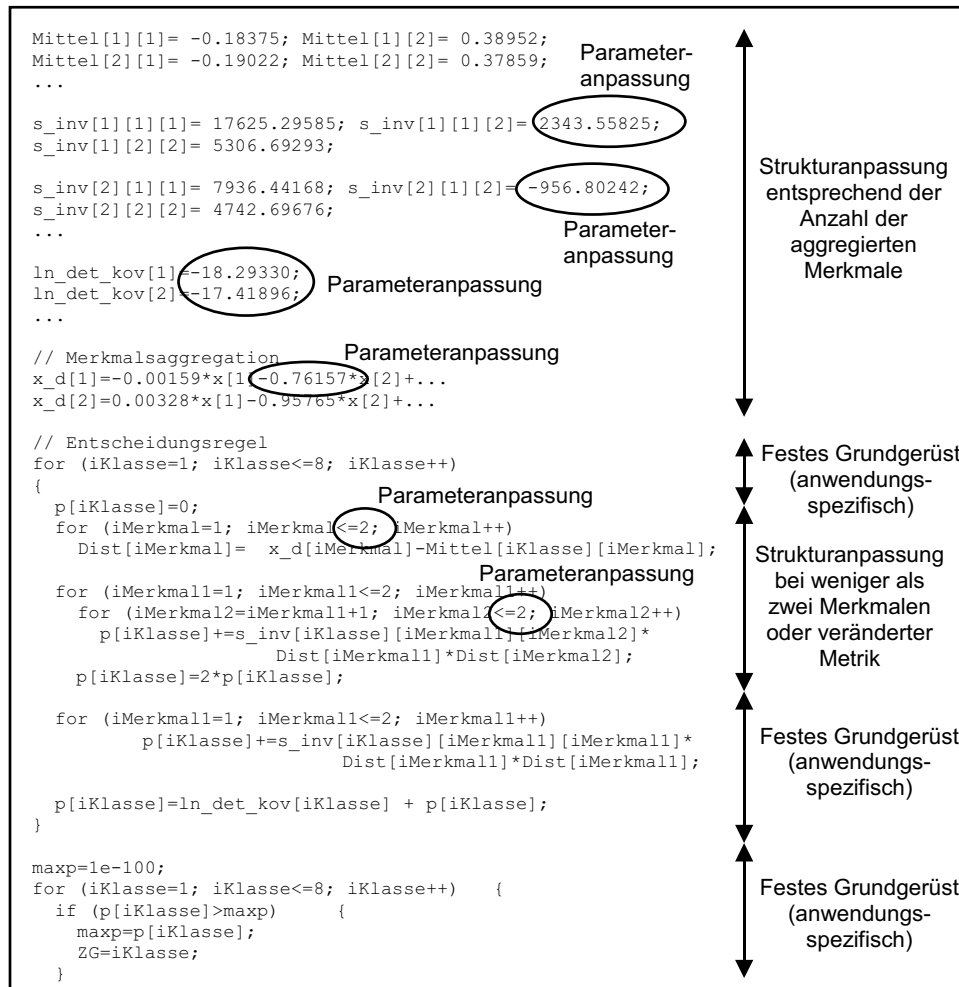 Mittel[1][1]= -0.18375; Mittel[1][2]= 0.38952;
Mittel[2][1]= -0.19022; Mittel[2][2]= 0.37859;
...
Parameter-
anpassung
s_inv[1][1][1]= 17625.29585; s_inv[1][1][2]= 2343.55825;
s_inv[1][2][2]= 5306.69293;
s_inv[2][1][1]= 7936.44168; s_inv[2][1][2]= -956.80242;
s_inv[2][2][2]= 4742.69676;
...
Parameter-
anpassung
ln_det_kov[1]=-18.29330;
ln_det_kov[2]=-17.41896;
...
Parameteranpassung
Strukturanpassung
entsprechend der
Anzahl der
aggregierten
Merkmale
// Merkmalsaggregation
Parameteranpassung
x_d[1]=-0.00159*x[1]-0.76157*x[2]+...
x_d[2]=0.00328*x[1]-0.95765*x[2]+...
// Entscheidungsregel
for (iKlasse=1; iKlasse<=8; iKlasse++)
{
p[iKlasse]=0;
Parameteranpassung
Festes Grundgerüst
(anwendungs-
spezifisch)
for (iMerkmal=1; iMerkmal<=2; iMerkmal++)
Dist[iMerkmal]= x_d[iMerkmal]-Mittel[iKlasse][iMerkmal];
Parameteranpassung
for (iMerkmal1=1; iMerkmal1<=2; iMerkmal1++)
for (iMerkmal2=iMerkmal1+1; iMerkmal2<=2; iMerkmal2++)
p[iKlasse]+=s_inv[iKlasse][iMerkmal1][iMerkmal2]*
Dist[iMerkmal1]*Dist[iMerkmal2];
p[iKlasse]=2*p[iKlasse];
Strukturanpassung
bei weniger als
zwei Merkmalen
oder veränderter
Metrik
for (iMerkmal1=1; iMerkmal1<=2; iMerkmal1++)
p[iKlasse]+=s_inv[iKlasse][iMerkmal1][iMerkmal1]*
Dist[iMerkmal1]*Dist[iMerkmal1];
p[iKlasse]=ln_det_kov[iKlasse] + p[iKlasse];
}
Festes Grundgerüst
(anwendungs-
spezifisch)
maxp=1e-100;
for (iKlasse=1; iKlasse<=8; iKlasse++) {
if (p[iKlasse]>maxp) {
maxp=p[iKlasse];
ZG=iKlasse;
}
Festes Grundgerüst
(anwendungs-
spezifisch)